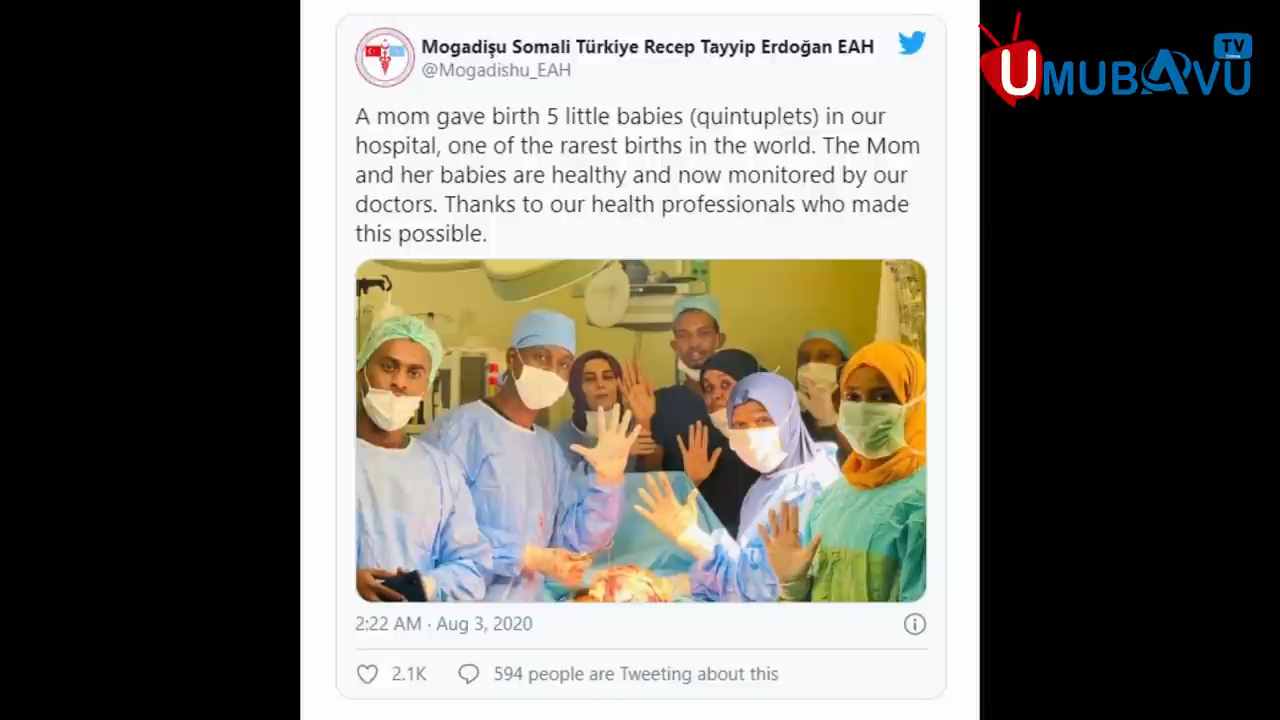 Mogadişu Somali Türkiye Recep Tayyip Erdoğan EAH
@Mogadishu_EAH
A mom gave birth 5 little babies (quintuplets) in our
hospital, one of the rarest births in the world. The Mom
and her babies are healthy and now monitored by our
doctors. Thanks to our health professionals who made
this possible.
2:22 AM · Aug 3, 2020
2.1K
594 people are Tweeting about this
UMUBAVU
TV
Online